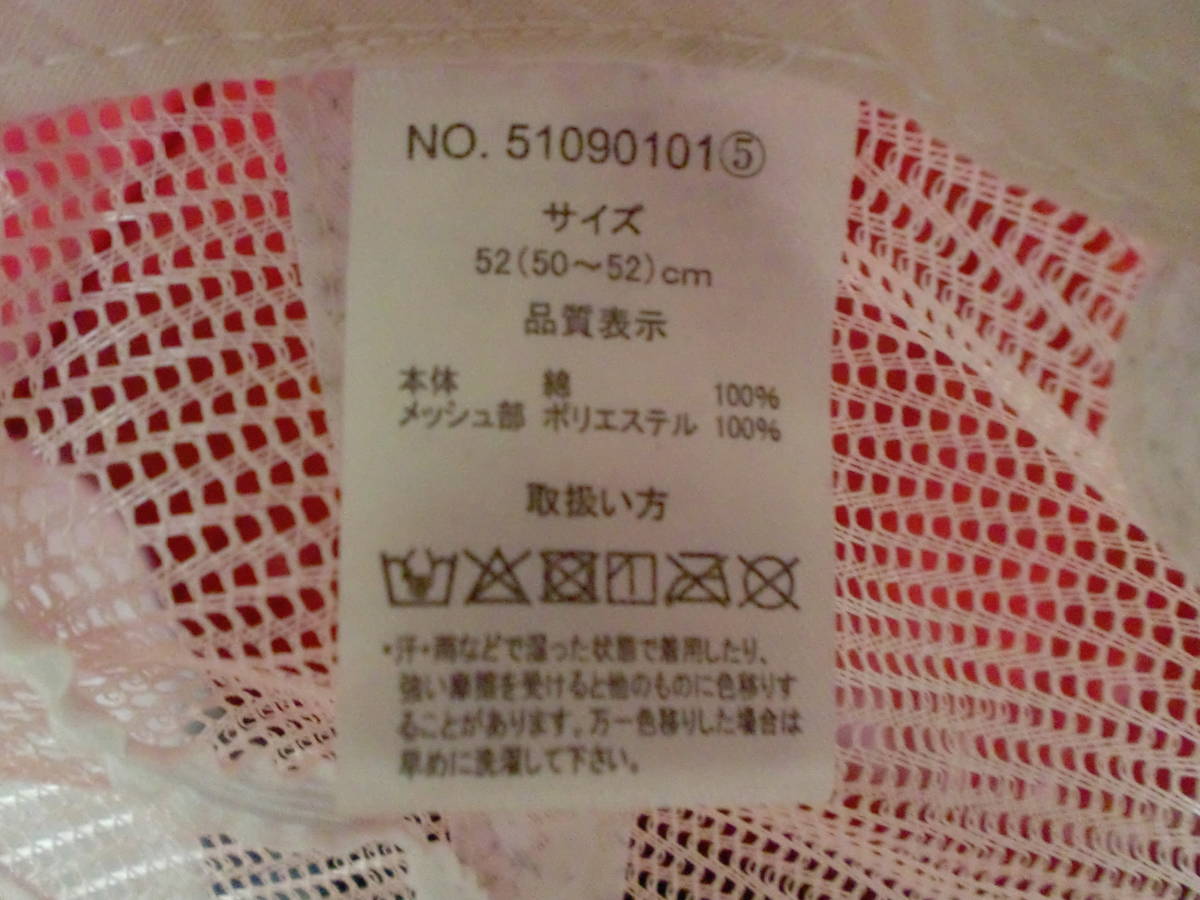 NO. 51090101⑤
サイズ
52(50～52)cm
品質表示
本体 綿 100%
メッシュ部 ポリエステル 100%
取扱い方
・汗・雨などで湿った状態で着用したり、
強い摩擦を受けると他のものに色移りす
ることがあります。万一色移りした場合は
早めに洗濯して下さい。